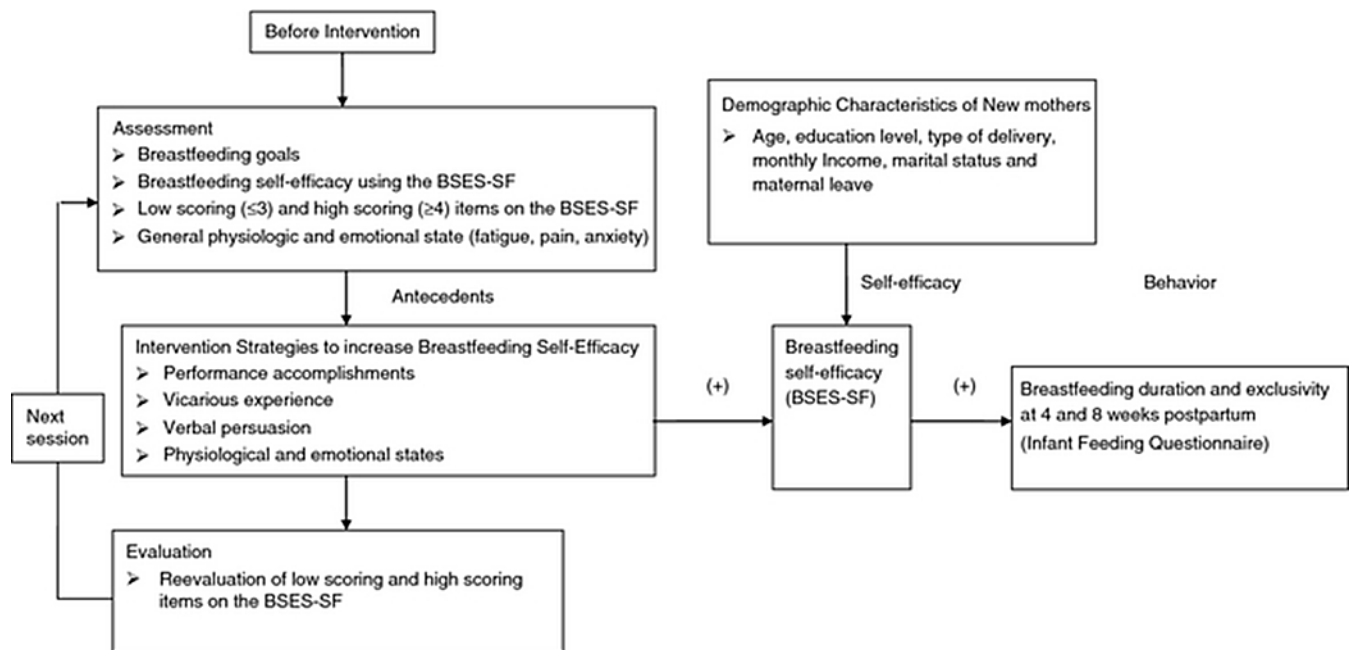 Before Intervention
Assessment
➢ Breastfeeding goals
➢ Breastfeeding self-efficacy using the BSES-SF
➢ Low scoring (≤3) and high scoring (≥4) items on the BSES-SF
➢ General physiologic and emotional state (fatigue, pain, anxiety)
Demographic Characteristics of New mothers
➢ Age, education level, type of delivery,
monthly Income, marital status and
maternal leave
Antecedents
Self-efficacy
Behavior
Intervention Strategies to increase Breastfeeding Self-Efficacy
➢ Performance accomplishments
➢ Vicarious experience
➢ Verbal persuasion
➢ Physiological and emotional states
(+)
Breastfeeding
self-efficacy
(BSES-SF)
(+)
Breastfeeding duration and exclusivity
at 4 and 8 weeks postpartum
(Infant Feeding Questionnaire)
Next
session
Evaluation
➢ Reevaluation of low scoring and high scoring
items on the BSES-SF